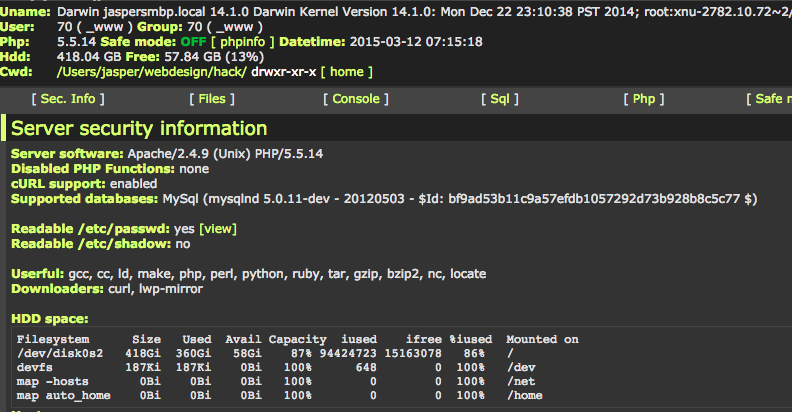 Uname: Darwin jaspersmbp.local 14.1.0 Darwin Kernel Version 14.1.0: Mon Dec 22 23:10:38 PST 2014; root:xnu-2782.10.72~2/
User: 70 ( _www ) Group: 70 ( _www )
Php: 5.5.14 Safe mode: OFF [ phpinfo ] Datetime: 2015-03-12 07:15:18
Hdd: 418.04 GB Free: 57.84 GB (13%)
Cwd: /Users/jasper/webdesign/hack/ drwxr-xr-x [ home ]
[ Sec. Info ] [ Files ] [ Console ] [ Sql ] [ Php ] [ Safe
Server security information
Server software: Apache/2.4.9 (Unix) PHP/5.5.14
Disabled PHP Functions: none
cURL support: enabled
Supported databases: MySql (mysqlnd 5.0.11-dev - 20120503 - $Id: bf9ad53b11c9a57efdb1057292d73b928b8c5c77 $)
Readable /etc/passwd: yes [view]
Readable /etc/shadow: no
Userful: gcc, cc, ld, make, php, perl, python, ruby, tar, gzip, bzip2, nc, locate
Downloaders: curl, lwp-mirror
HDD space:
Filesystem Size Used Avail Capacity iused ifree %iused Mounted on
/dev/disk0s2 418Gi 360Gi 58Gi 87% 94424723 15163078 86% /
devfs 187Ki 187Ki 0Bi 100% 648 0 100% /dev
map -hosts 0Bi 0Bi 0Bi 100% 0 0 100% /net
map auto_home 0Bi 0Bi 0Bi 100% 0 0 100% /home